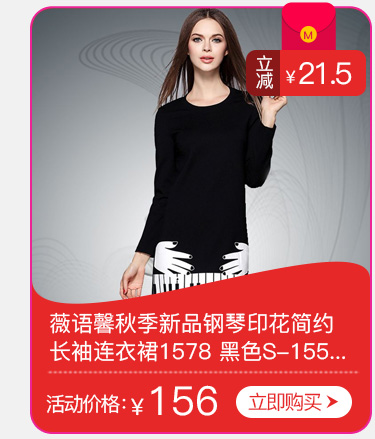 M
立减 ¥21.5
薇语馨秋季新品钢琴印花简约
长袖连衣裙1578 黑色S-155...
活动价格：¥156 立即购买